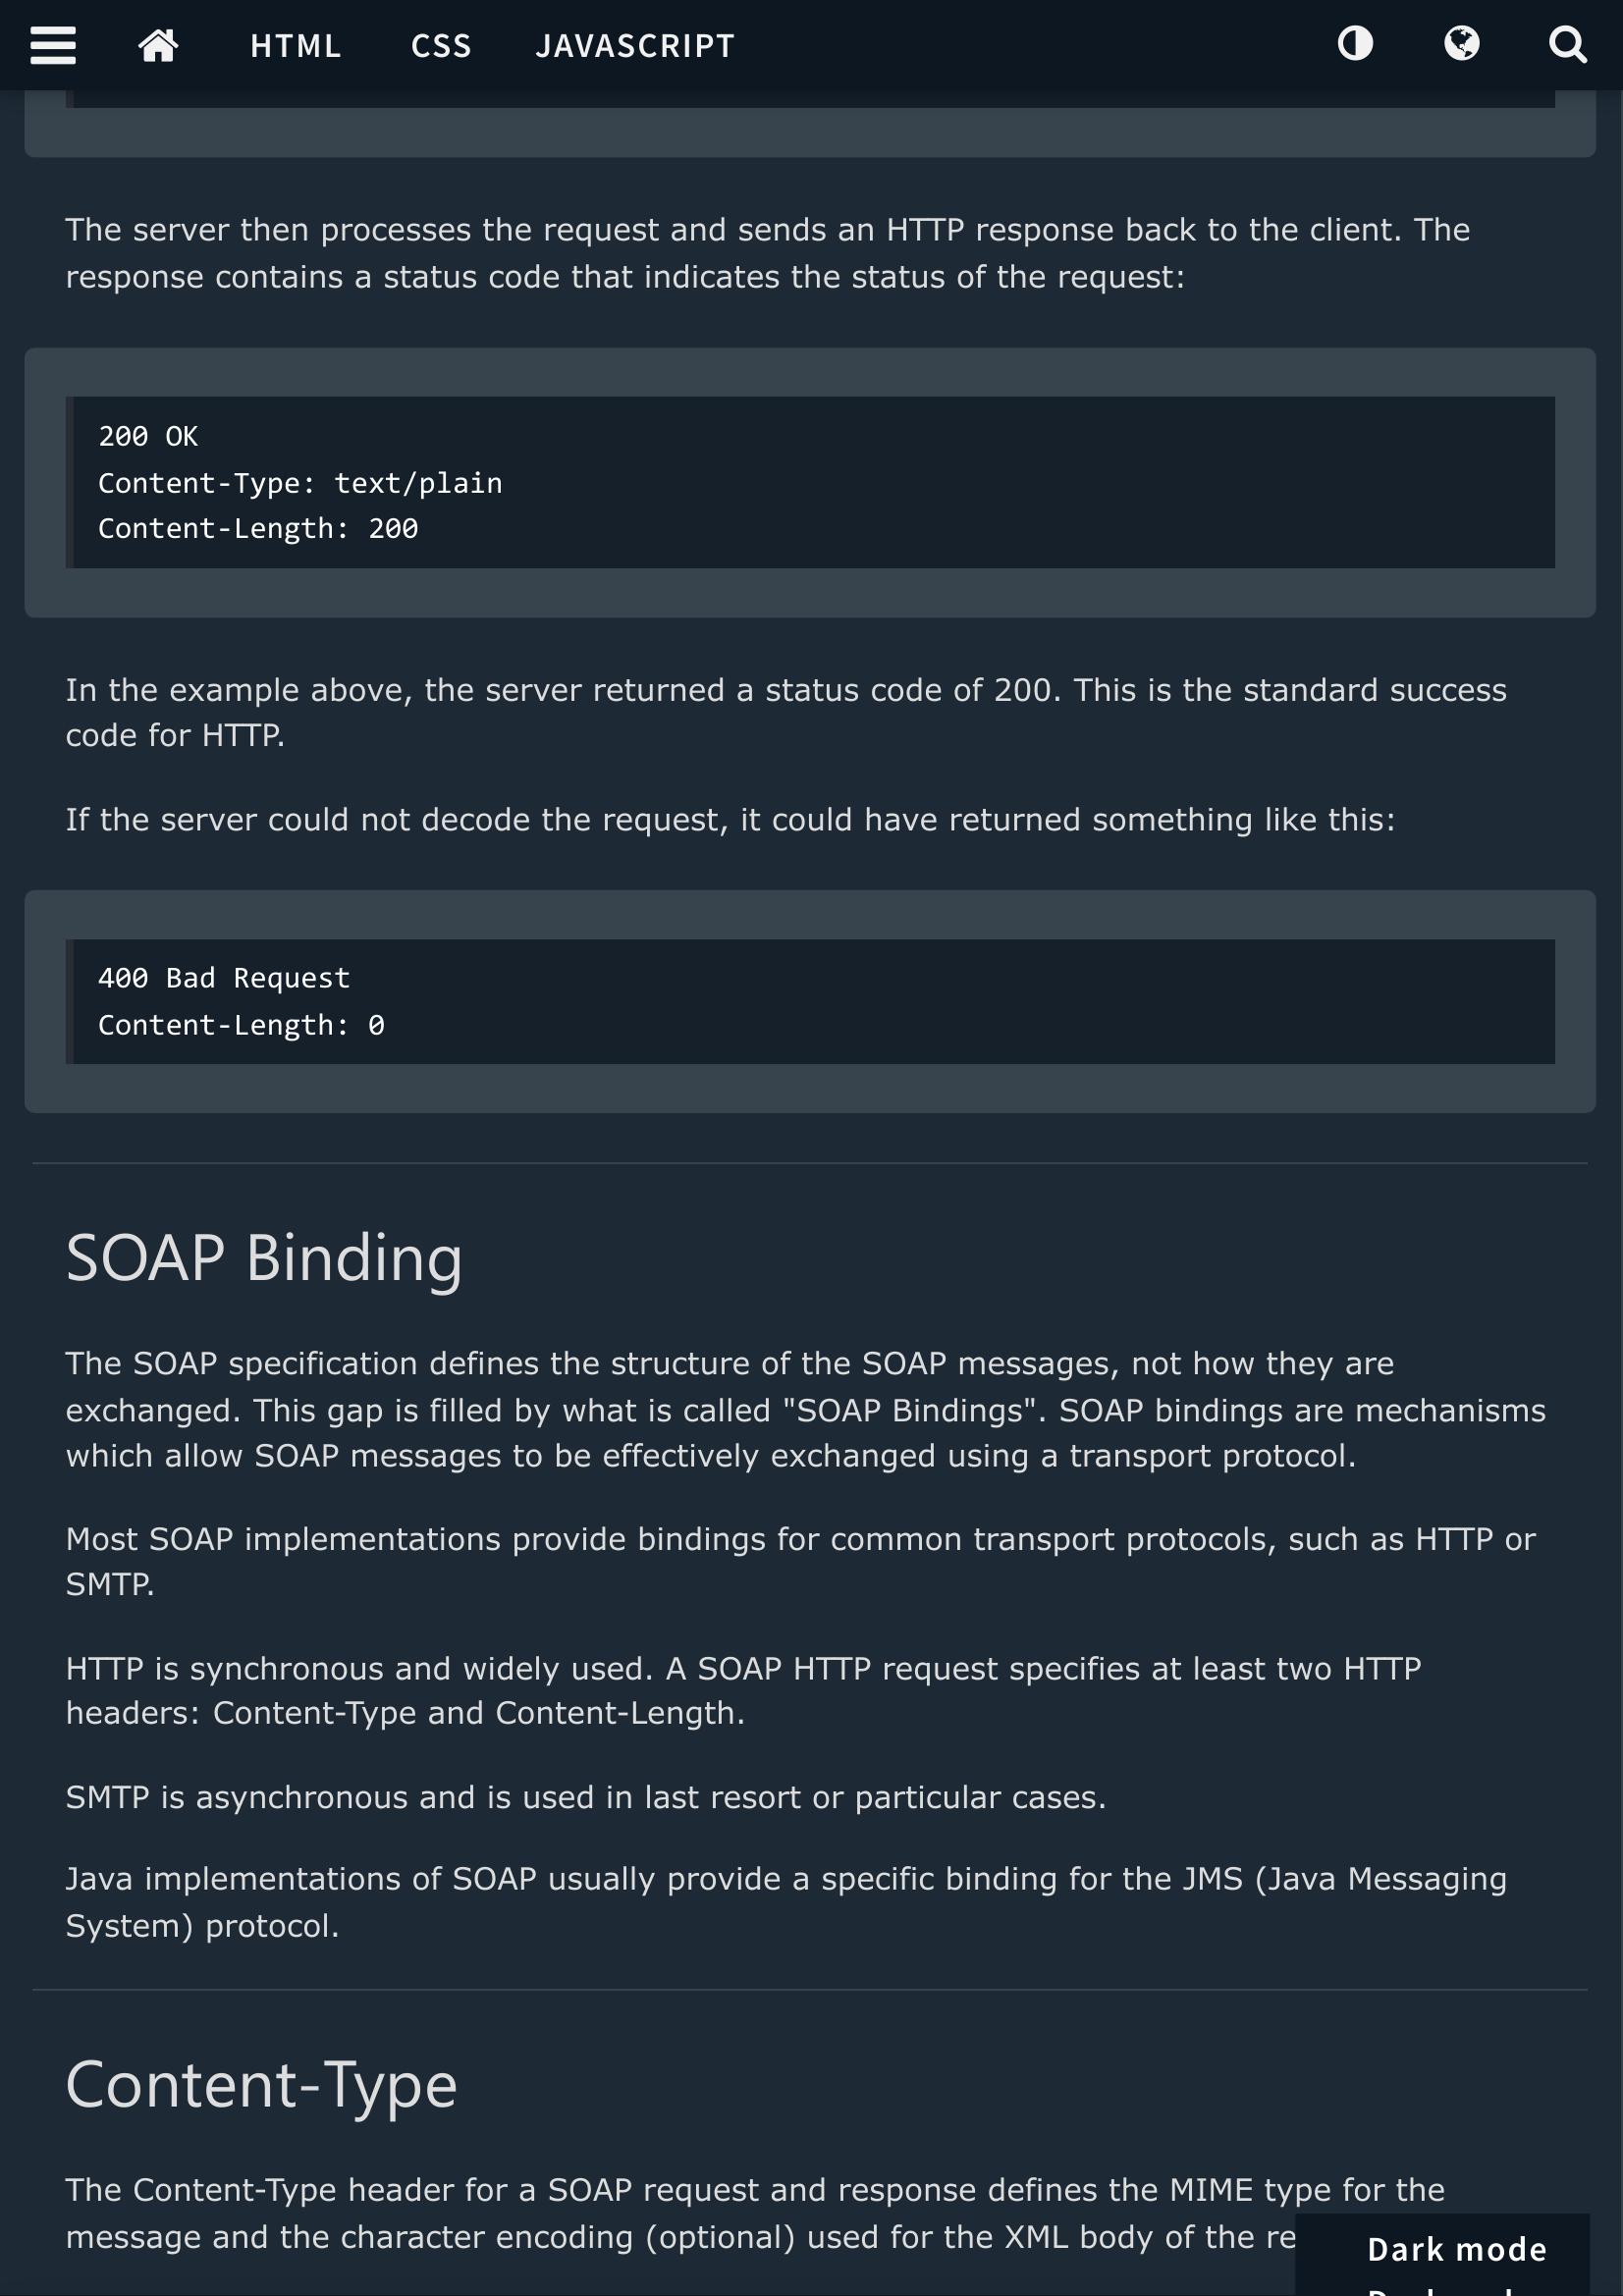 HTML CSS JAVASCRIPT
The server then processes the request and sends an HTTP response back to the client. The
response contains a status code that indicates the status of the request:
200 OK
Content-Type: text/plain
Content-Length: 200
In the example above, the server returned a status code of 200. This is the standard success
code for HTTP.
If the server could not decode the request, it could have returned something like this:
400 Bad Request
Content-Length: 0
SOAP Binding
The SOAP specification defines the structure of the SOAP messages, not how they are
exchanged. This gap is filled by what is called "SOAP Bindings". SOAP bindings are mechanisms
which allow SOAP messages to be effectively exchanged using a transport protocol.
Most SOAP implementations provide bindings for common transport protocols, such as HTTP or
SMTP.
HTTP is synchronous and widely used. A SOAP HTTP request specifies at least two HTTP
headers: Content-Type and Content-Length.
SMTP is asynchronous and is used in last resort or particular cases.
Java implementations of SOAP usually provide a specific binding for the JMS (Java Messaging
System) protocol.
Content-Type
The Content-Type header for a SOAP request and response defines the MIME type for the
message and the character encoding (optional) used for the XML body of the re
Dark mode